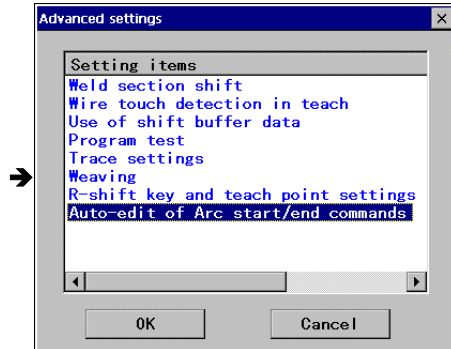 Advanced settings
Setting items
Weld section shift
Wire touch detection in teach
Use of shift buffer data
Program test
Trace settings
Weaving
R-shift key and teach point settings
Auto-edit of Arc start/end commands
OK
Cancel